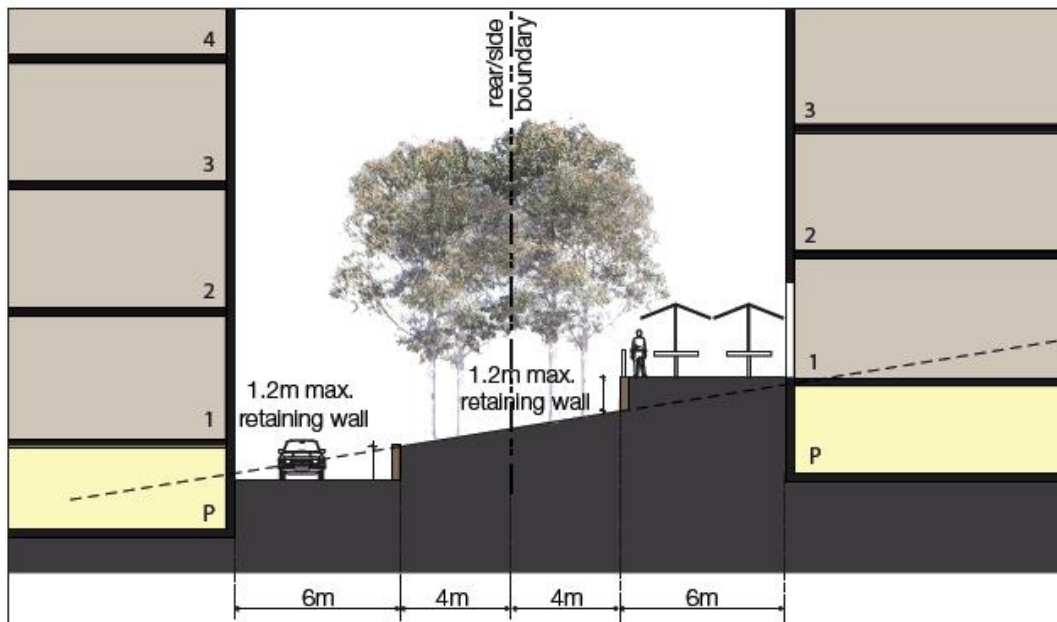 4
3
2
1
P
rear/side
boundary
1.2m max.
retaining wall
1.2m max.
retaining wall
3
2
1
P
6m
4m
4m
6m